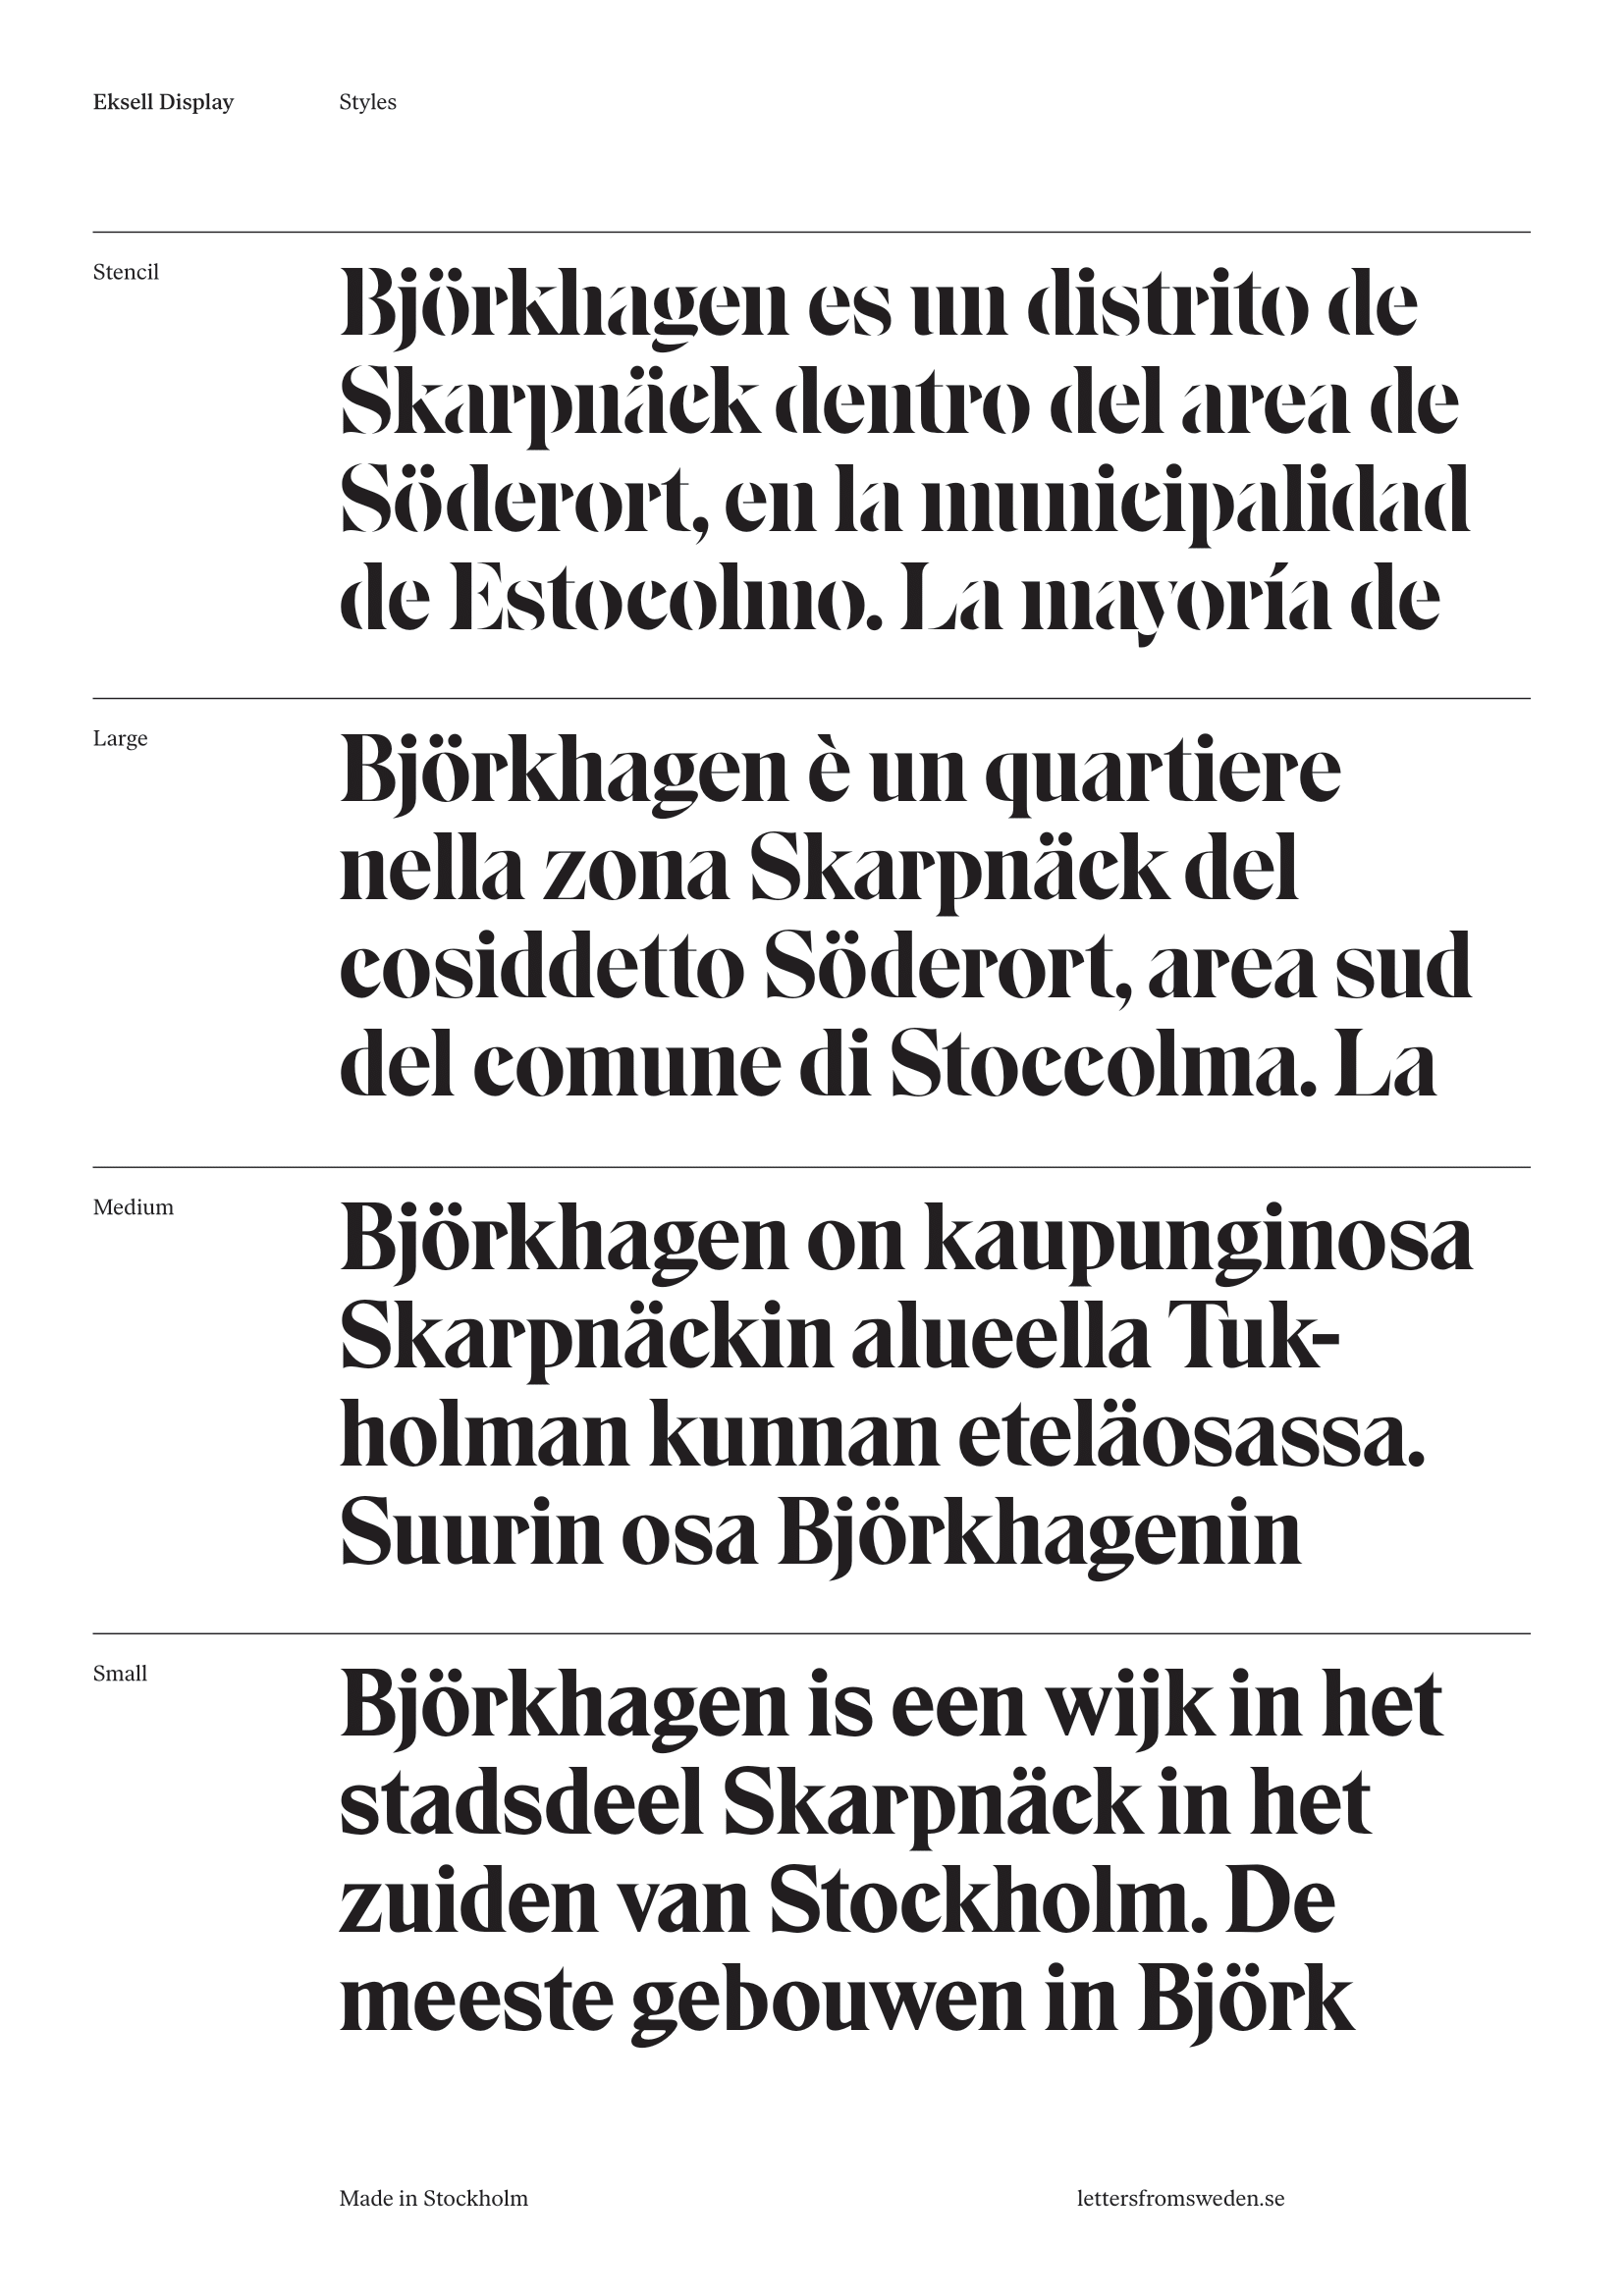 Eksell Display
Styles
Stencil
Björkhagen es un distrito de
Skarpnäck dentro del area de
Söderort, en la municipalidad
de Estocolmo. La mayoría de
Large
Björkhagen è un quartiere
nella zona Skarpnäck del
cosiddetto Söderort, area sud
del comune di Stoccolma. La
Medium
Björkhagen on kaupunginosa
Skarpnäckin alueella Tuk-
holman kunnan eteläosassa.
Suurin osa Björkhagenin
Small
Björkhagen is een wijk in het
stadsdeel Skarpnäck in het
zuiden van Stockholm. De
meeste gebouwen in Björk
Made in Stockholm
lettersfromsweden.se